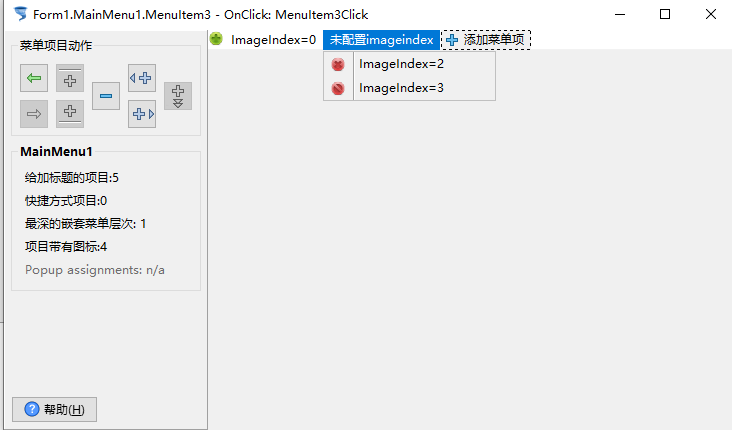 Form1.MainMenu1.MenuItem3 - OnClick: MenuItem3Click
菜单项目动作
ImageIndex=0 未配置imageindex 添加菜单项
ImageIndex=2
ImageIndex=3
MainMenu1
给加标题的项目:5
快捷方式项目:0
最深的嵌套菜单层次: 1
项目带有图标:4
Popup assignments: n/a
帮助(H)